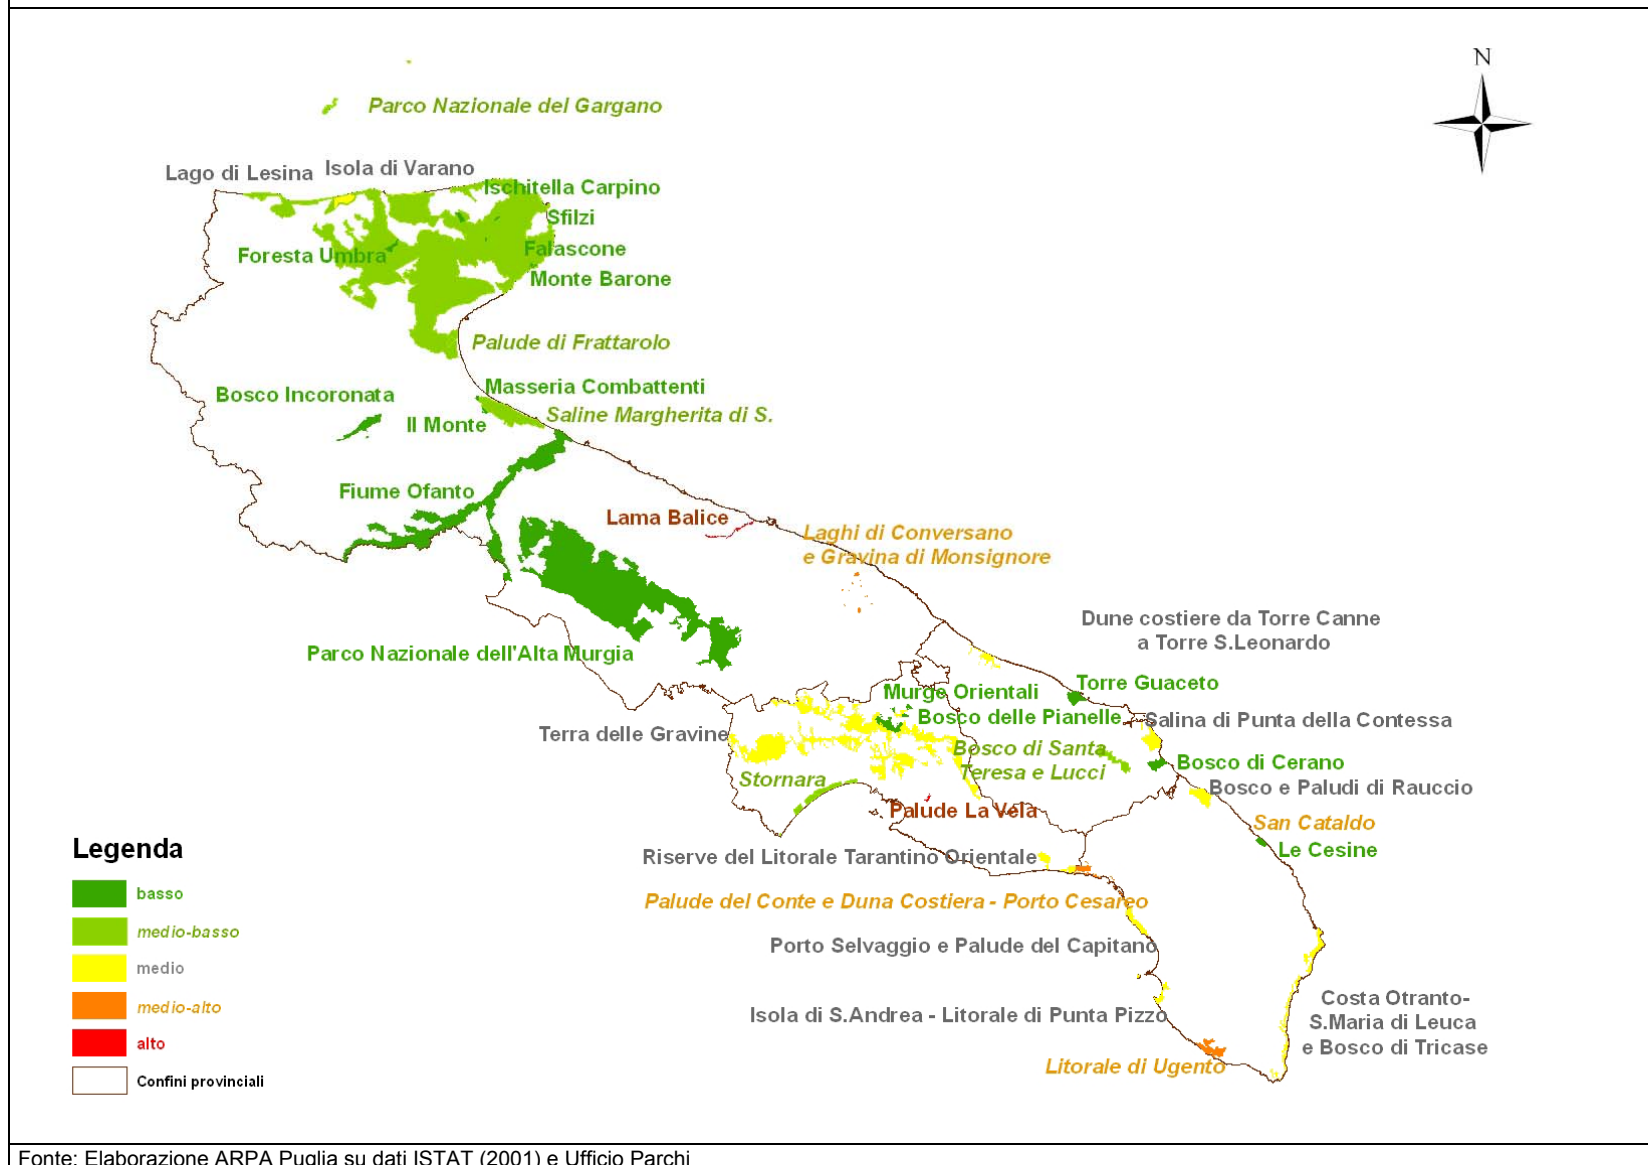 N
Parco Nazionale del Gargano
Lago di Lesina
Isola di Varano
Ischitella Carpino
Sfilzi
Foresta Umbra
Falascone
Monte Barone
Palude di Frattarolo
Masseria Combattenti
Bosco Incoronata
Saline Margherita di S.
Il Monte
Fiume Ofanto
Lama Balice
Laghi di Conversano
e Gravina di Monsignore
Dune costiere da Torre Canne
a Torre S.Leonardo
Parco Nazionale dell'Alta Murgia
Torre Guaceto
Murge Orientali
Bosco delle Pianelle
Salina di Punta della Contessa
Terra delle Gravine
Bosco di Santa
Teresa e Lucci
Bosco di Cerano
Stornara
Bosco e Paludi di Rauccio
Palude La Vela
San Cataldo
Le Cesine
Riserve del Litorale Tarantino Orientale
Palude del Conte e Duna Costiera - Porto Cesareo
Porto Selvaggio e Palude del Capitano
Isola di S.Andrea - Litorale di Punta Pizzo
Costa Otranto-
S.Maria di Leuca
e Bosco di Tricase
Litorale di Ugento
Legenda
basso
medio-basso
medio
medio-alto
alto
Confini provinciali
Fonte: Elaborazione ARPA Puglia su dati ISTAT (2001) e Ufficio Parchi